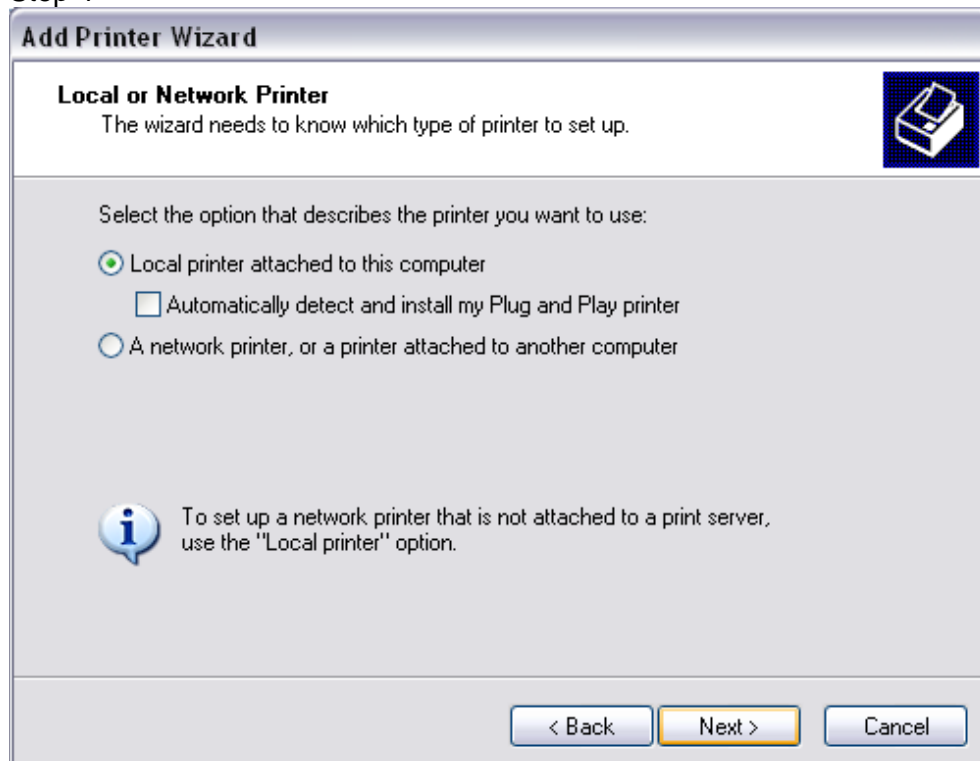 Add Printer Wizard
Local or Network Printer
The wizard needs to know which type of printer to set up.
Select the option that describes the printer you want to use:
Local printer attached to this computer
Automatically detect and install my Plug and Play printer
A network printer, or a printer attached to another computer
To set up a network printer that is not attached to a print server,
use the "Local printer" option.
< Back
Next >
Cancel